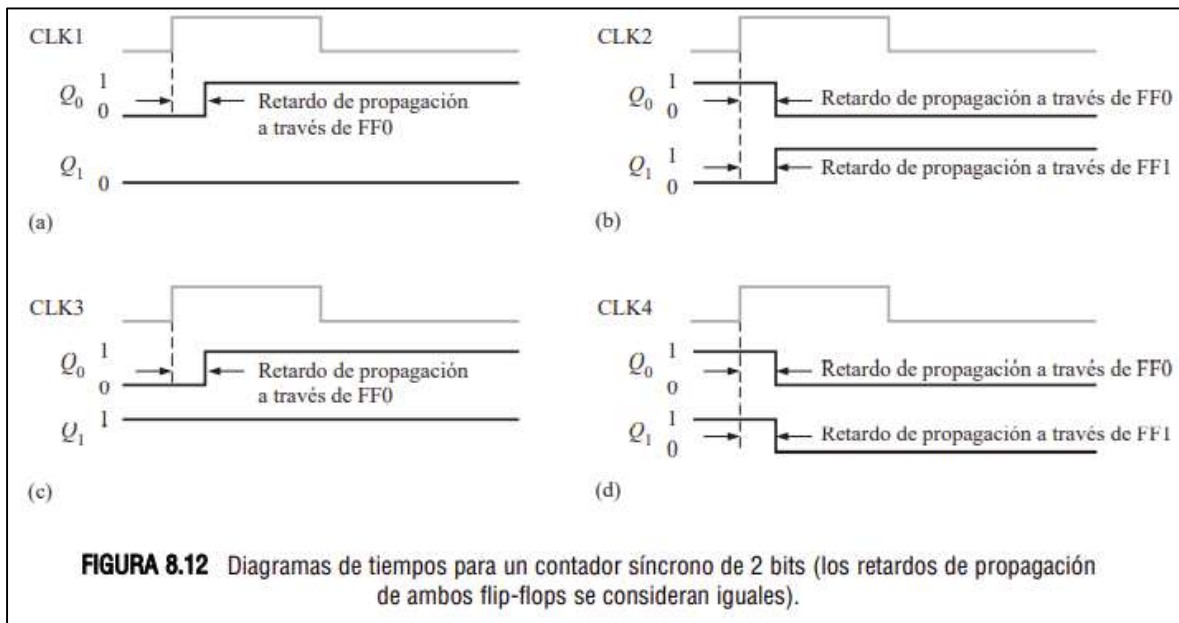 CLK1
Q0 1
0
Retardo de propagación
a través de FF0
Q1 0
(a)
CLK2
Q0 1
0
Retardo de propagación a través de FF0
Q1 1
0
Retardo de propagación a través de FF1
(b)
CLK3
Q0 1
0
Retardo de propagación
a través de FF0
Q1 1
(c)
CLK4
Q0 1
0
Retardo de propagación a través de FF0
Q1 1
0
Retardo de propagación a través de FF1
(d)
FIGURA 8.12 Diagramas de tiempos para un contador síncrono de 2 bits (los retardos de propagación
de ambos flip-flops se consideran iguales).